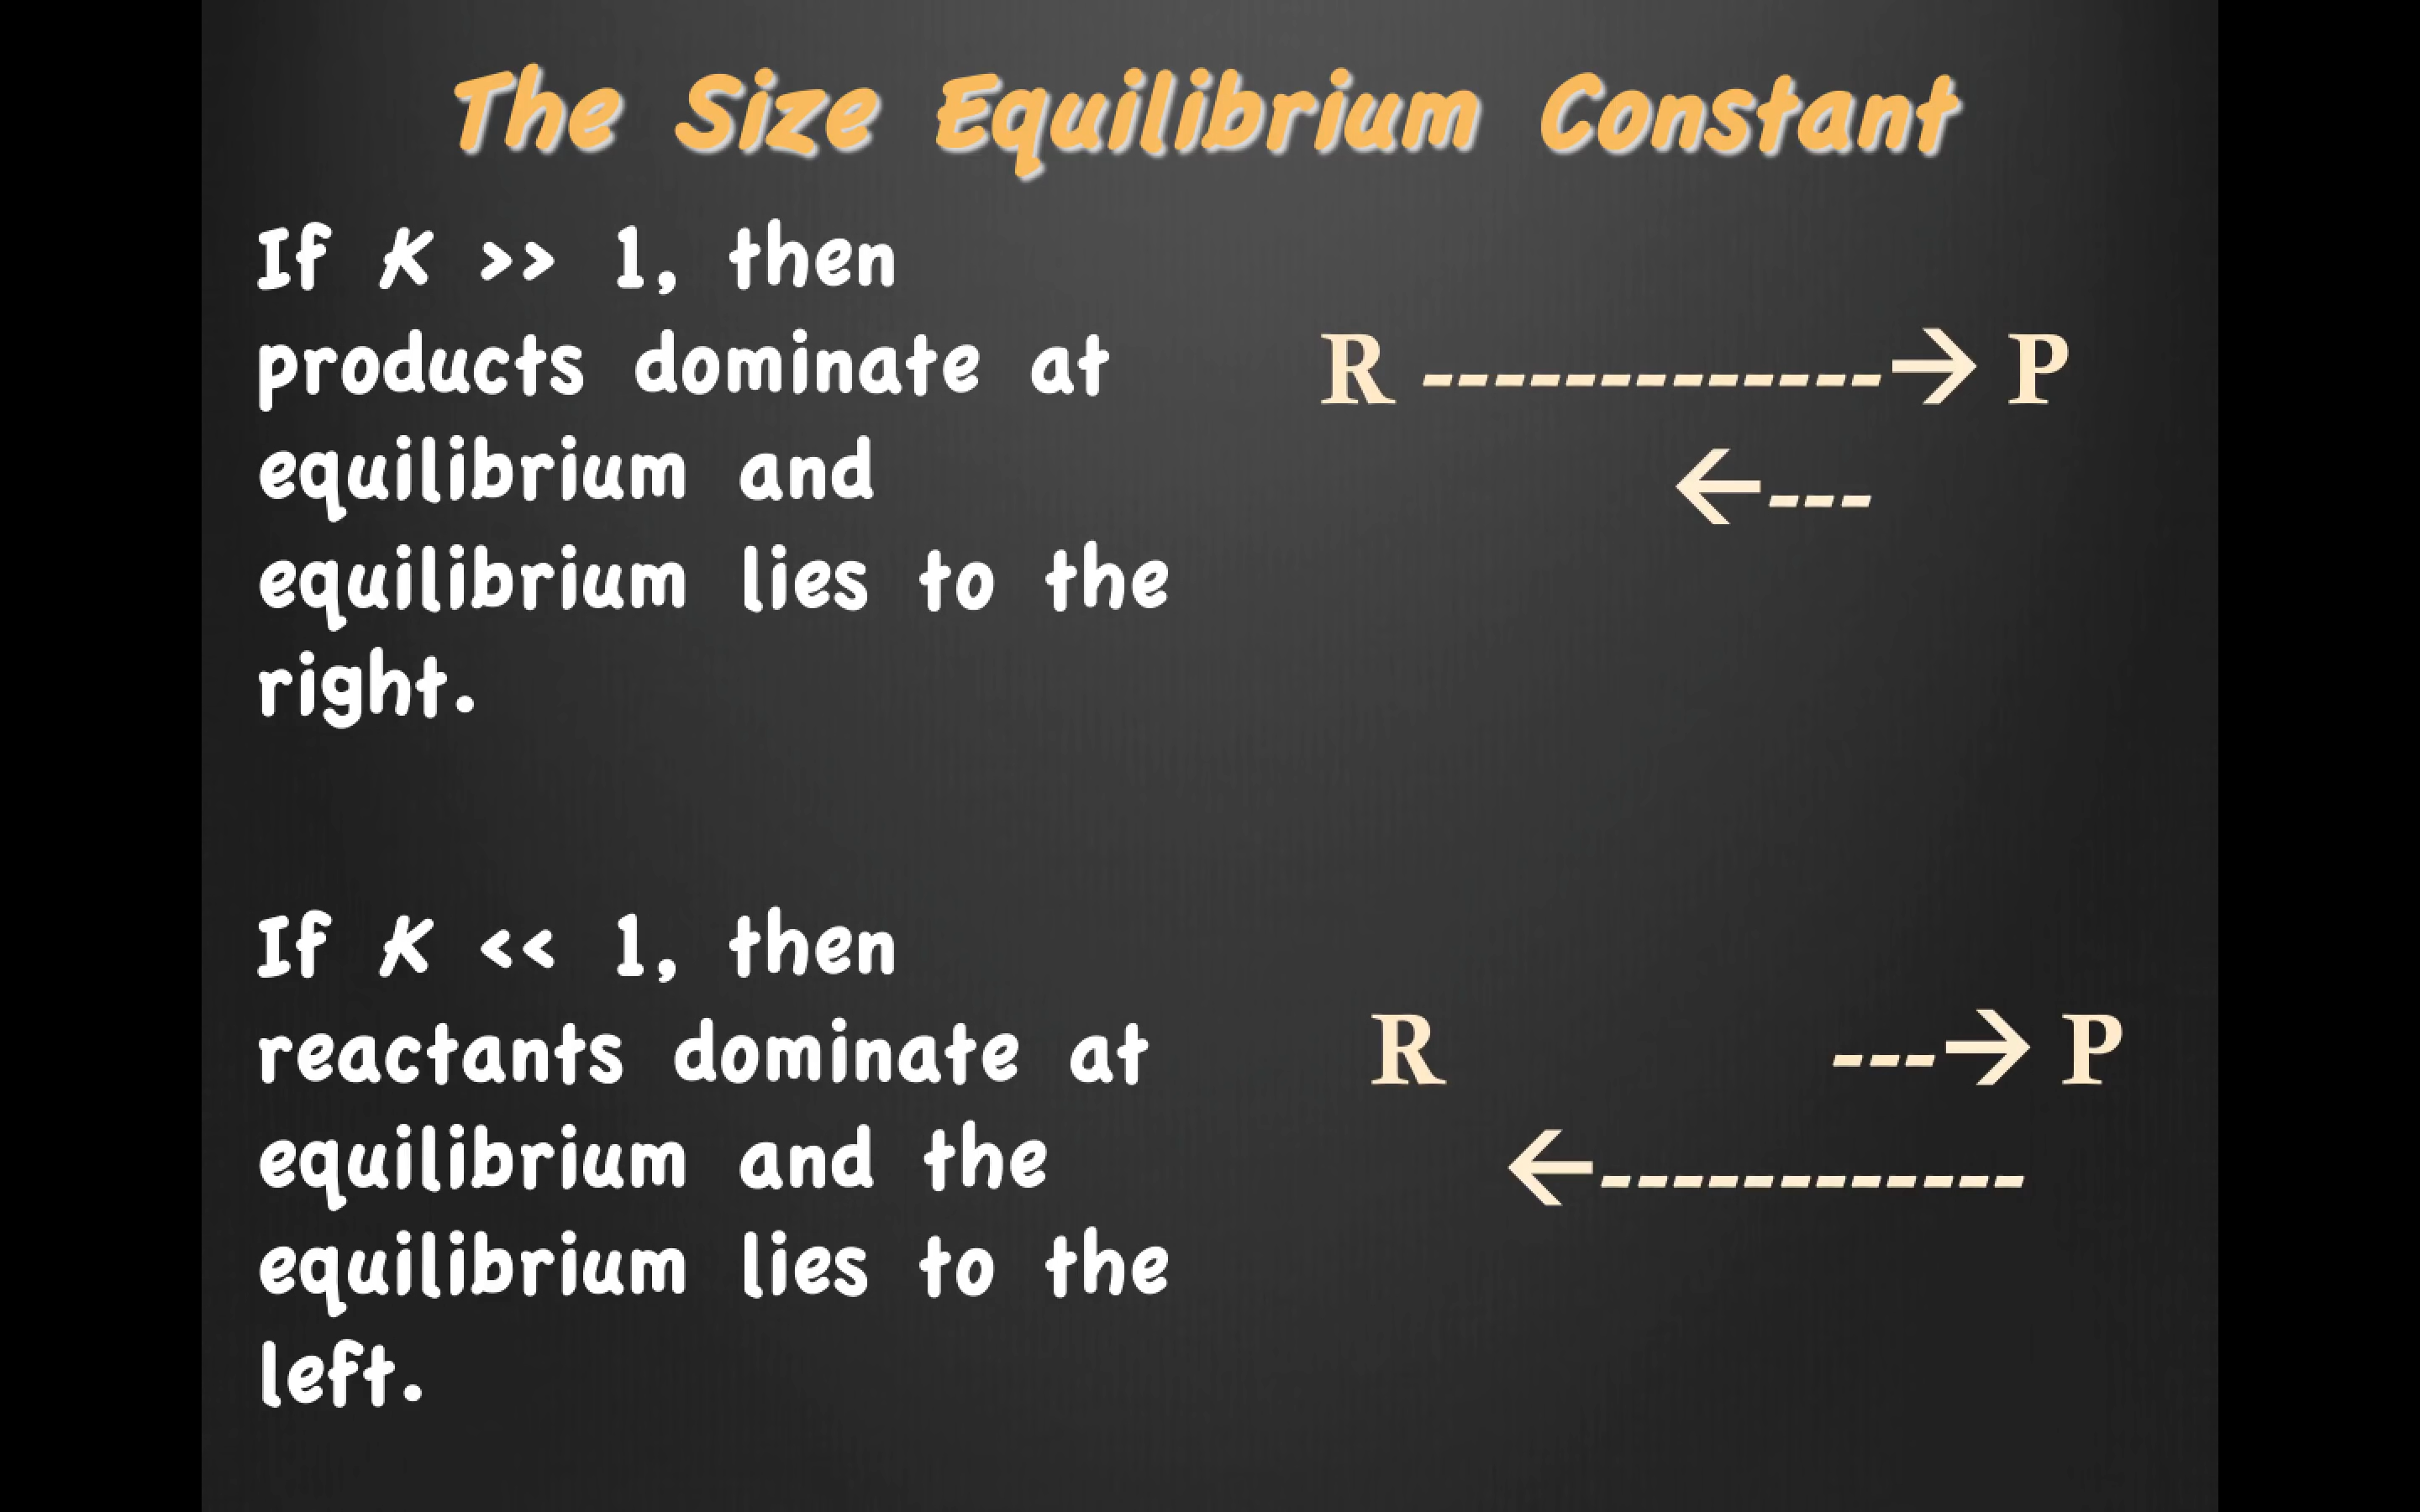 The Size Equilibrium Constant
If K >> 1, then
products dominate at
equilibrium and
equilibrium lies to the
right.
R -------------→ P
←---
If K << 1, then
reactants dominate at
equilibrium and the
equilibrium lies to the
left.
R ---→ P
←------------